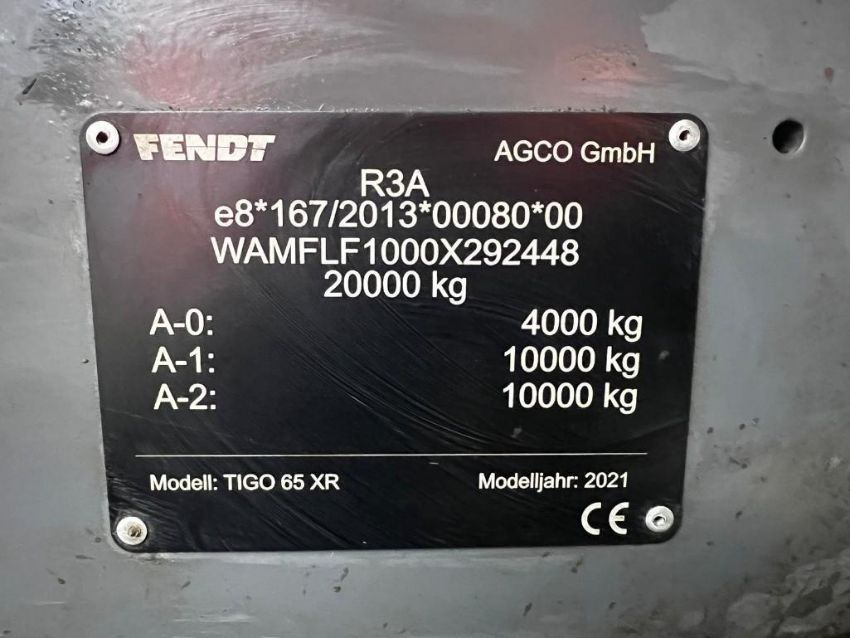 FENDT AGCO GmbH
R3A
e8*167/2013*00080*00
WAMFLF1000X292448
20000 kg
A-0: 4000 kg
A-1: 10000 kg
A-2: 10000 kg
Modell: TIGO 65 XR Modelljahr: 2021
CE